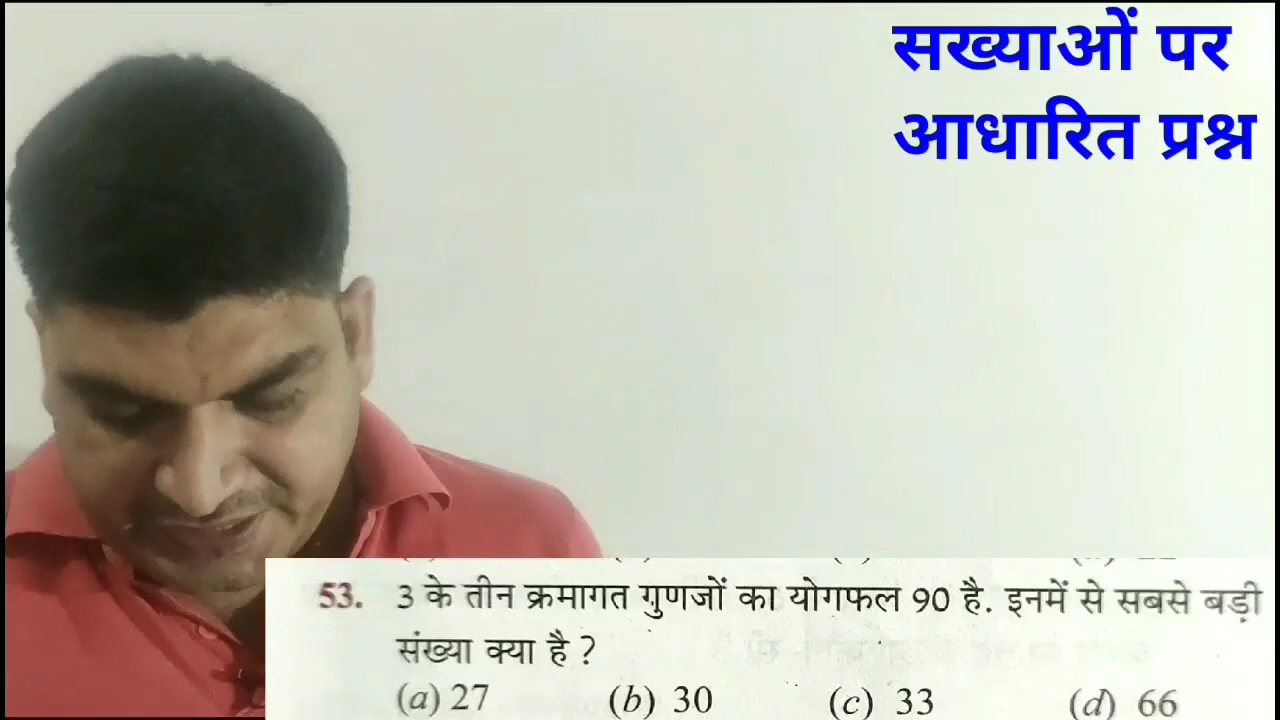 सख्याओं पर
आधारित प्रश्न
53. 3 के तीन क्रमागत गुणजों का योगफल 90 है. इनमें से सबसे बड़ी
संख्या क्या है ?
(a) 27 (b) 30 (c) 33 (d) 66